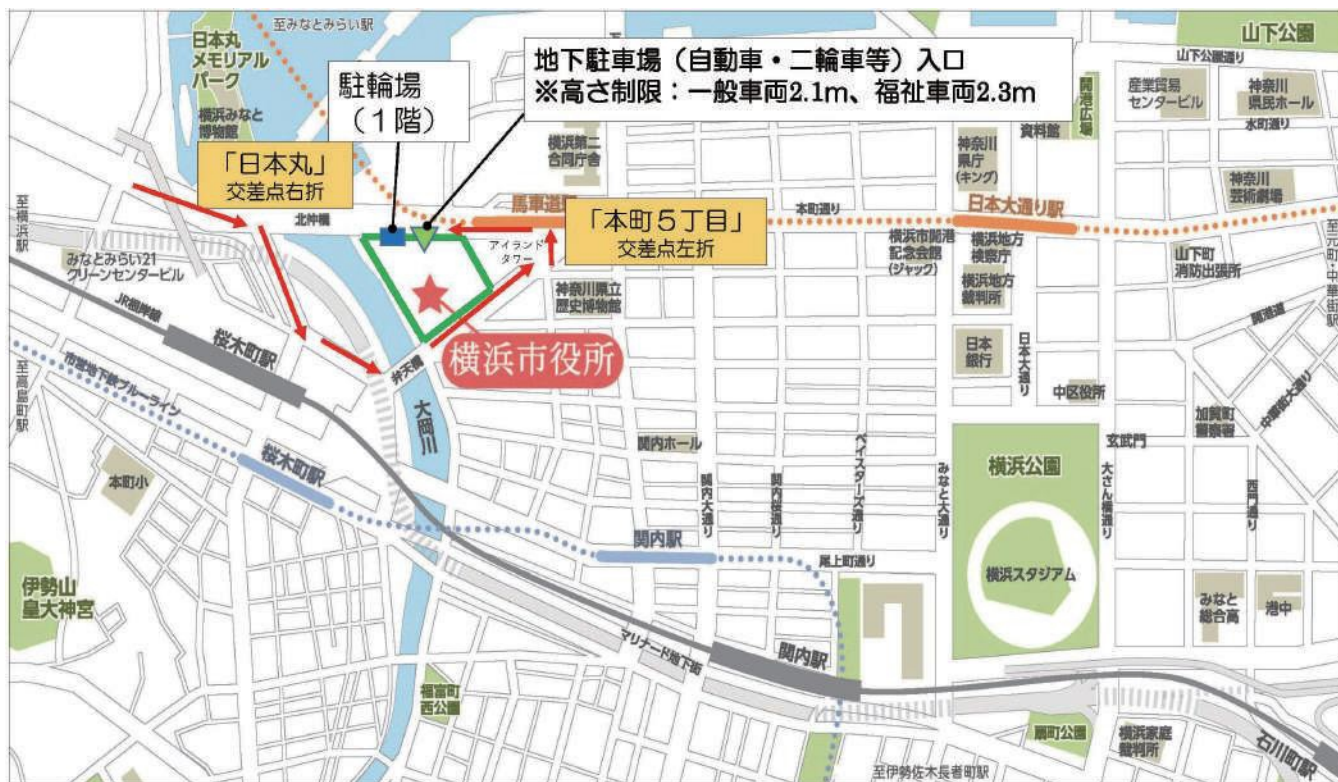 至みなとみらい駅
日本丸
メモリアル
パーク
横浜みなと
博物館
駐輪場
（１階）
地下駐車場（自動車・二輪車等）入口
※高さ制限：一般車両2.1m、福祉車両2.3m
山下公園
山下公園通り
産業貿易
センタービル
神奈川
県民ホール
水町通り
開港広場
資料館
横浜第二
合同庁舎
神奈川
県庁
(キング)
神奈川
芸術劇場
「日本丸」
交差点右折
北仲橋
馬車道
「本町５丁目」
交差点左折
本町通り
日本大通り駅
至横浜駅
みなとみらい21
クリーンセンタービル
アイランド
タワー
神奈川県立
歴史博物館
横浜市開港
記念会館
(ジャック)
横浜地方
検察庁
横浜地方
裁判所
山下町
消防出張所
至元町・中華街駅
開港道
JR根岸線
桜木町駅
横浜市役所
弁天橋
大岡川
日本
銀行
日本大通り
中区役所
市営地下鉄ブルーライン
至高島町駅
桜木町駅
本町小
関内ホール
関内大通り
関内桜通り
ベイスターズ通り
みなと大通り
横浜公園
玄武門
大さん橋通り
加賀町
警察署
中華街大通り
西門通り
関内駅
尾上町通り
横浜スタジアム
みなと
総合高
港中
伊勢山
皇大神宮
マリナード地下街
関内駅
福富町
西公園
扇町公園
横浜家庭
裁判所
石川町駅
至伊勢佐木長者町駅